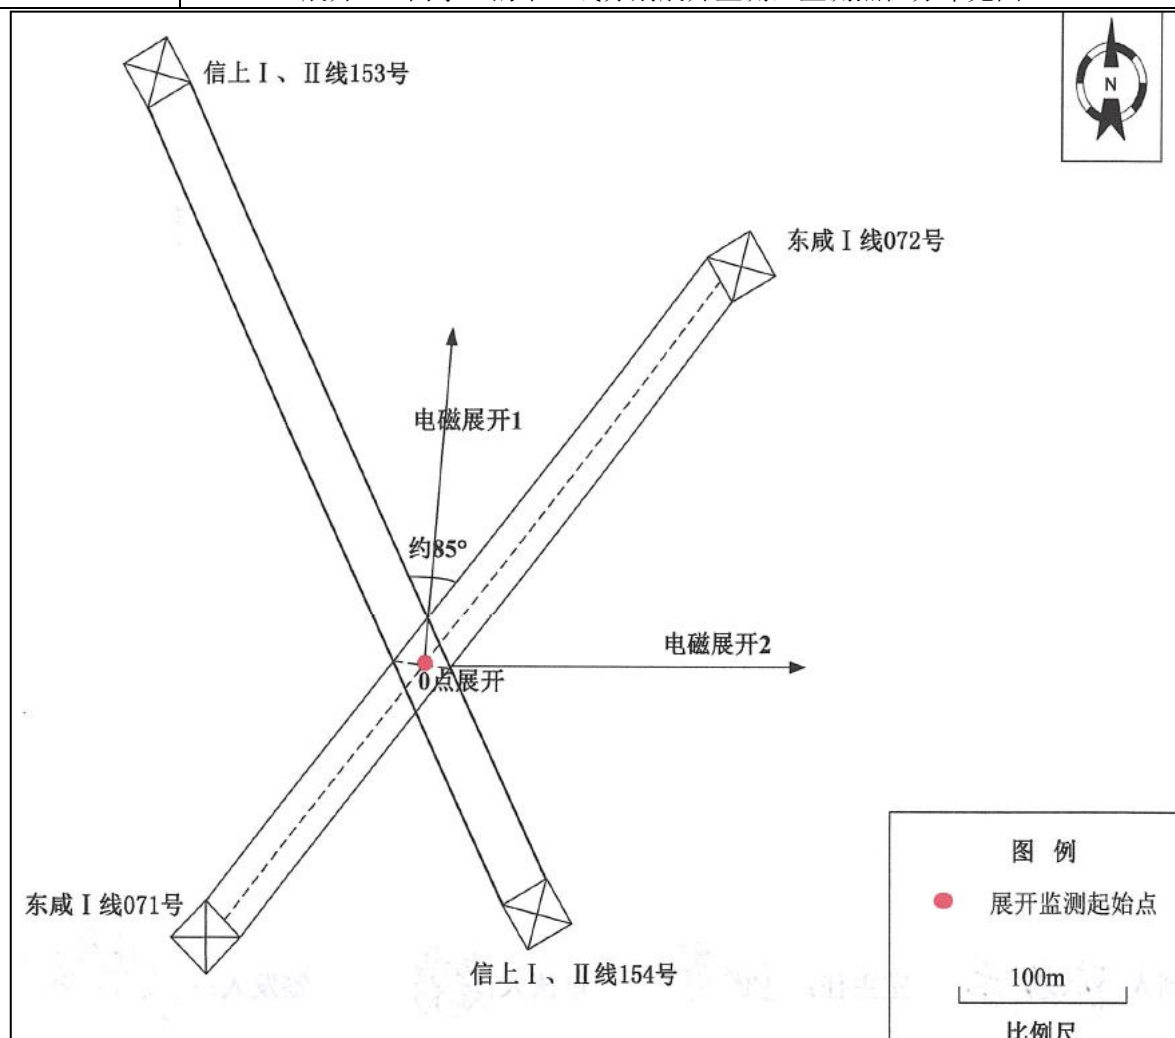 信上Ⅰ、Ⅱ线153号
N
东咸Ⅰ线072号
电磁展开1
约85°
电磁展开2
0点展开
图 例
东咸Ⅰ线071号
展开监测起始点
信上Ⅰ、Ⅱ线154号
100m
比例尺